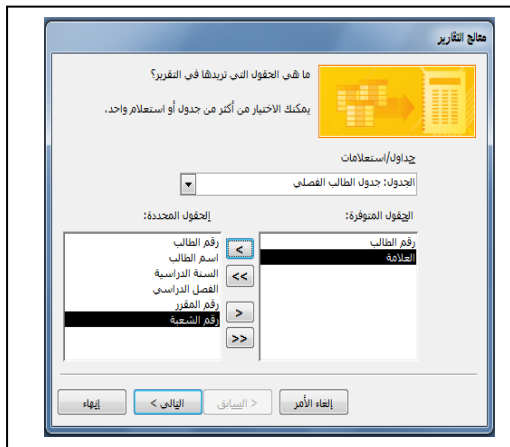 معالج التقارير
ما هي الحقول التي تريدها في التقرير؟
يمكنك الاختيار من أكثر من جدول أو استعلام واحد.
جداول/استعلامات
الجدول: جدول الطالب الفصلي
الحقول المتوفرة:
رقم الطالب
العلامة
>
>>
<
<<
الحقول المحددة:
رقم الطالب
اسم الطالب
السنة الدراسية
الفصل الدراسي
رقم المقرر
رقم الشعبة
إلغاء الأمر
< السابق
التالي >
إنهاء